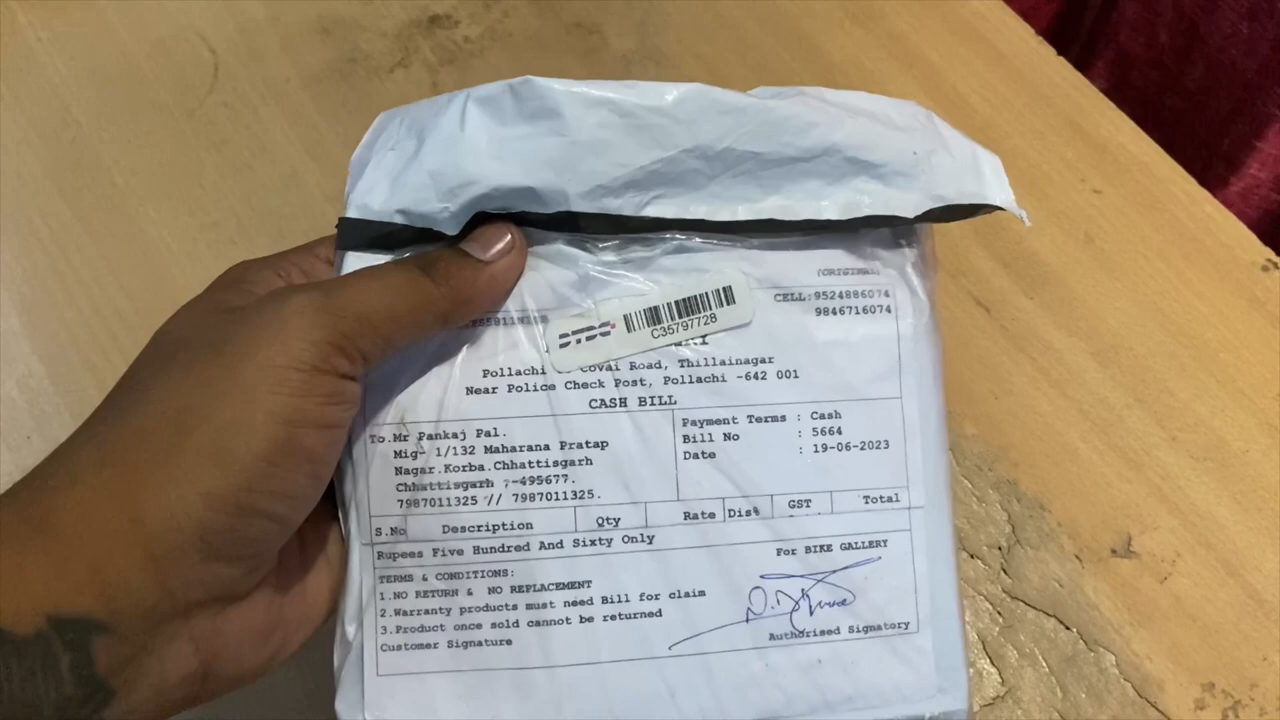 (ORIGINAL)
CELL:9524886074
9846716074
DTDC
C35797728
Pollachi Covai Road, Thillainagar
Near Police Check Post, Pollachi -642 001
CASH BILL
To.Mr Pankaj Pal.
Mig- 1/132 Maharana Pratap
Nagar.Korba.Chhattisgarh
Chhattisgarh 7-495677.
7987011325 // 7987011325.
Payment Terms : Cash
Bill No : 5664
Date : 19-06-2023
S.No Description Qty Rate Dis% GST Total
Rupees Five Hundred And Sixty Only
For BIKE GALLERY
TERMS & CONDITIONS:
1.NO RETURN & NO REPLACEMENT
2.Warranty products must need Bill for claim
3.Product once sold cannot be returned
Customer Signature
Authorised Signatory